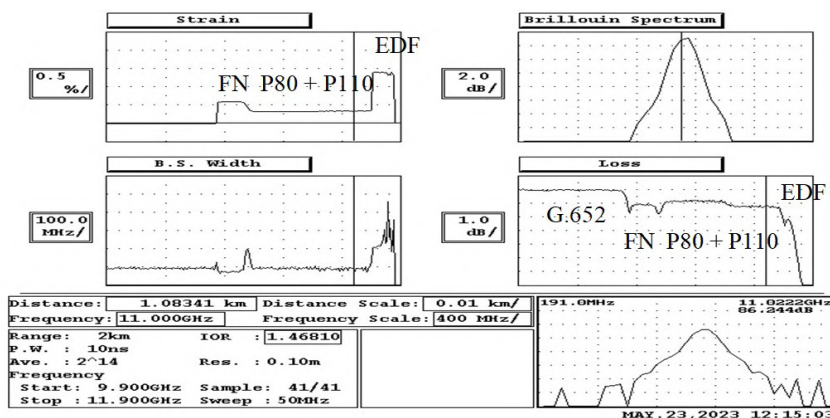 Strain
Brillouin Spectrum
0.5
%/
FN P80 + P110
EDF
2.0
dB/
B.S. Width
Loss
100.0
MHz/
1.0
dB/
G.652
FN P80 + P110
EDF
Distance: 1.08341 km Distance Scale: 0.01 km/
Frequency: 11.000GHz Frequency Scale: 400 MHz/
Range: 2km IOR : 1.46810
P.W. : 10ns
Ave. : 2^14 Res. : 0.10m
Frequency
Start: 9.900GHz Sample: 41/41
Stop : 11.900GHz Sweep : 50MHz
191.0MHz 11.0222GHz
86.244dB
MAY.23,2023 12:15:03